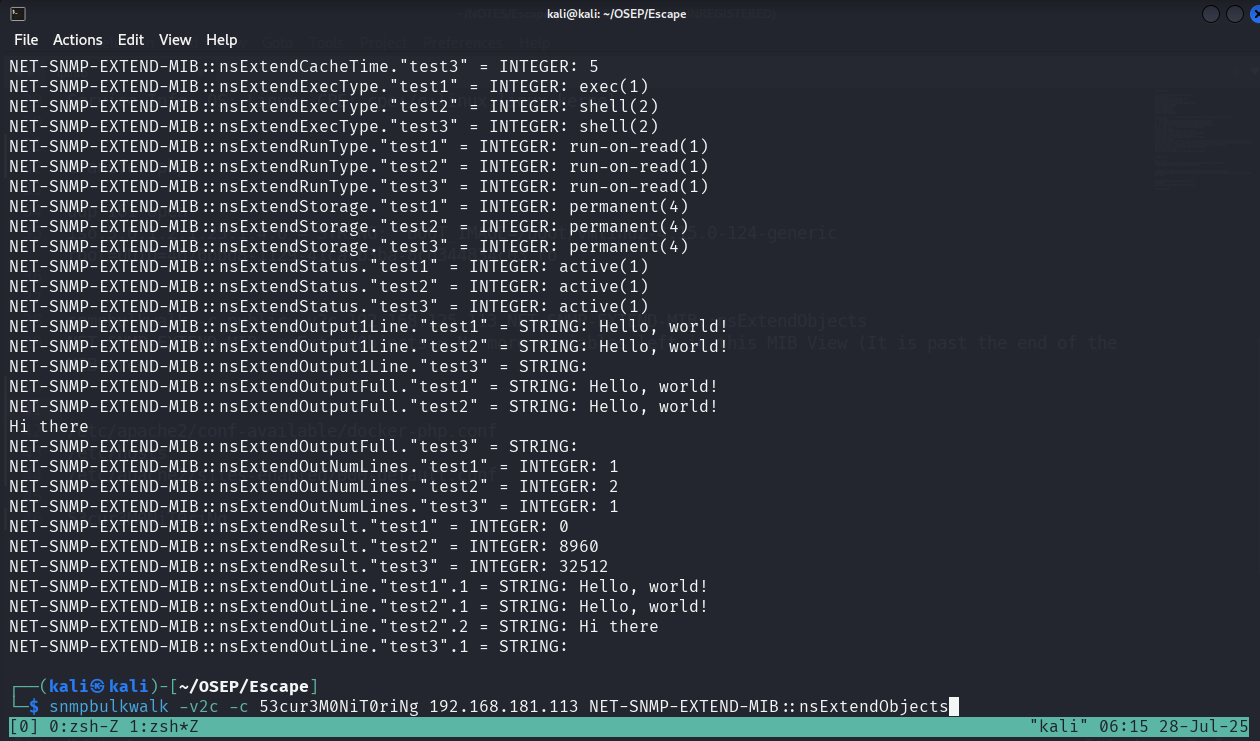 kali@kali: ~/OSEP/Escape
File Actions Edit View Help
NET-SNMP-EXTEND-MIB::nsExtendCacheTime."test3" = INTEGER: 5
NET-SNMP-EXTEND-MIB::nsExtendExecType."test1" = INTEGER: exec(1)
NET-SNMP-EXTEND-MIB::nsExtendExecType."test2" = INTEGER: shell(2)
NET-SNMP-EXTEND-MIB::nsExtendExecType."test3" = INTEGER: shell(2)
NET-SNMP-EXTEND-MIB::nsExtendRunType."test1" = INTEGER: run-on-read(1)
NET-SNMP-EXTEND-MIB::nsExtendRunType."test2" = INTEGER: run-on-read(1)
NET-SNMP-EXTEND-MIB::nsExtendRunType."test3" = INTEGER: run-on-read(1)
NET-SNMP-EXTEND-MIB::nsExtendStorage."test1" = INTEGER: permanent(4)
NET-SNMP-EXTEND-MIB::nsExtendStorage."test2" = INTEGER: permanent(4)
NET-SNMP-EXTEND-MIB::nsExtendStorage."test3" = INTEGER: permanent(4)
NET-SNMP-EXTEND-MIB::nsExtendStatus."test1" = INTEGER: active(1)
NET-SNMP-EXTEND-MIB::nsExtendStatus."test2" = INTEGER: active(1)
NET-SNMP-EXTEND-MIB::nsExtendStatus."test3" = INTEGER: active(1)
NET-SNMP-EXTEND-MIB::nsExtendOutput1Line."test1" = STRING: Hello, world!
NET-SNMP-EXTEND-MIB::nsExtendOutput1Line."test2" = STRING: Hello, world!
NET-SNMP-EXTEND-MIB::nsExtendOutput1Line."test3" = STRING:
NET-SNMP-EXTEND-MIB::nsExtendOutputFull."test1" = STRING: Hello, world!
NET-SNMP-EXTEND-MIB::nsExtendOutputFull."test2" = STRING: Hello, world!
Hi there
NET-SNMP-EXTEND-MIB::nsExtendOutputFull."test3" = STRING:
NET-SNMP-EXTEND-MIB::nsExtendOutNumLines."test1" = INTEGER: 1
NET-SNMP-EXTEND-MIB::nsExtendOutNumLines."test2" = INTEGER: 2
NET-SNMP-EXTEND-MIB::nsExtendOutNumLines."test3" = INTEGER: 1
NET-SNMP-EXTEND-MIB::nsExtendResult."test1" = INTEGER: 0
NET-SNMP-EXTEND-MIB::nsExtendResult."test2" = INTEGER: 8960
NET-SNMP-EXTEND-MIB::nsExtendResult."test3" = INTEGER: 32512
NET-SNMP-EXTEND-MIB::nsExtendOutLine."test1".1 = STRING: Hello, world!
NET-SNMP-EXTEND-MIB::nsExtendOutLine."test2".1 = STRING: Hello, world!
NET-SNMP-EXTEND-MIB::nsExtendOutLine."test2".2 = STRING: Hi there
NET-SNMP-EXTEND-MIB::nsExtendOutLine."test3".1 = STRING:
┌──(kali㉿kali)-[~/OSEP/Escape]
└─$ snmpbulkwalk -v2c -c 53cur3M0NiT0riNg 192.168.181.113 NET-SNMP-EXTEND-MIB::nsExtendObjects
[0] 0:zsh-Z 1:zsh*Z "kali" 06:15 28-Jul-25